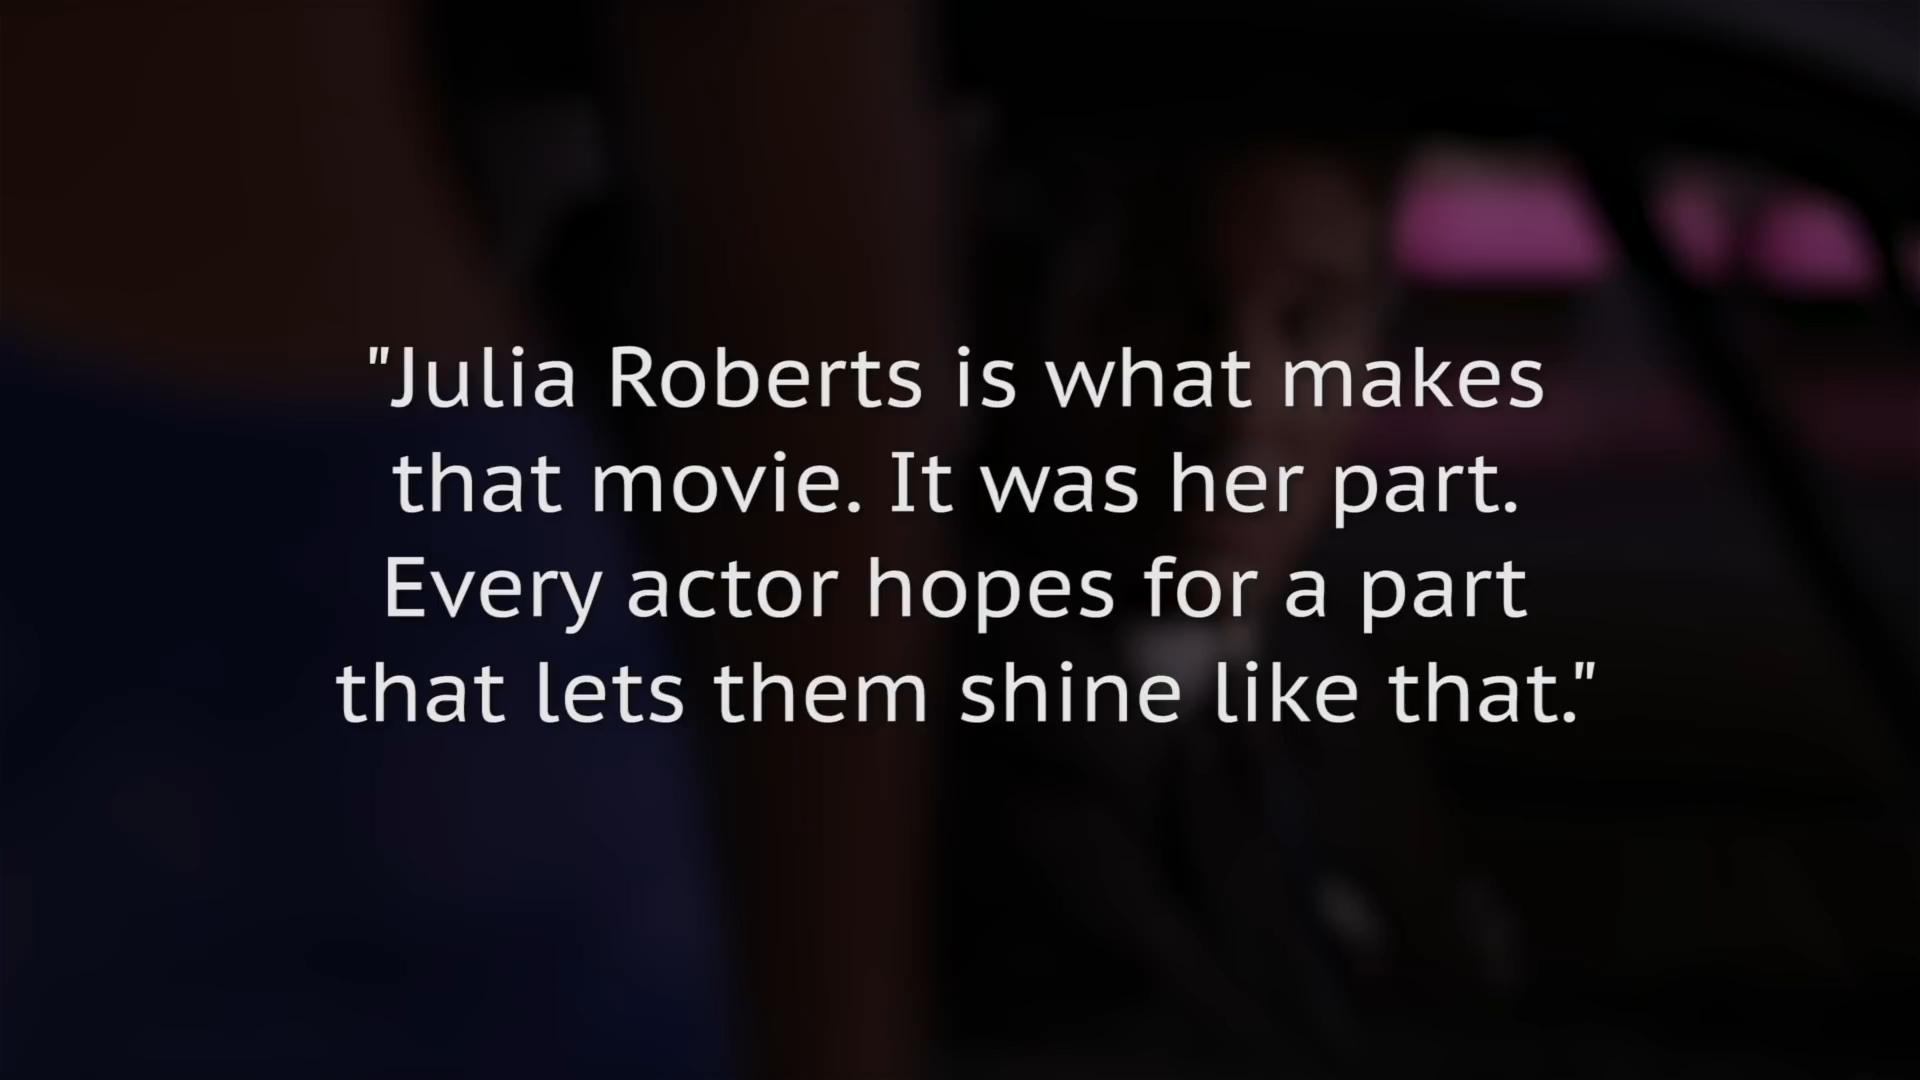 "Julia Roberts is what makes
that movie. It was her part.
Every actor hopes for a part
that lets them shine like that."